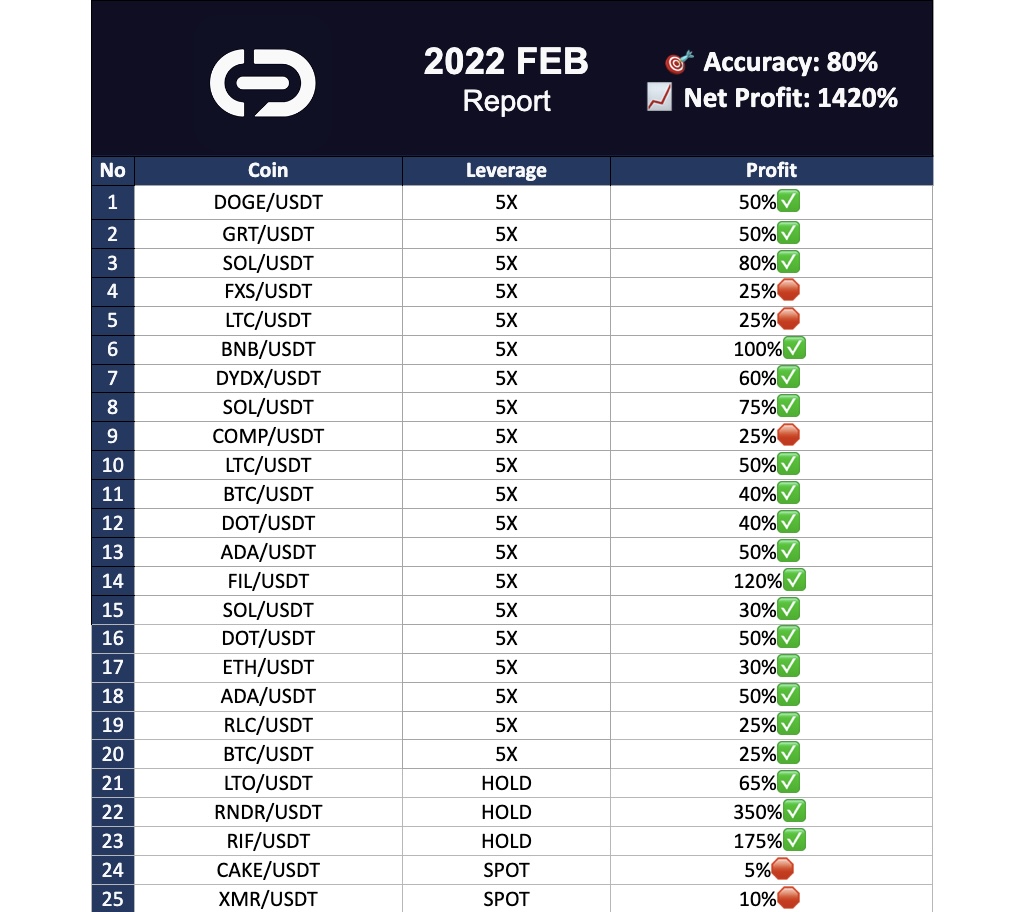 2022 FEB
Report
🎯 Accuracy: 80%
📈 Net Profit: 1420%
No Coin Leverage Profit
1 DOGE/USDT 5X 50%✅
2 GRT/USDT 5X 50%✅
3 SOL/USDT 5X 80%✅
4 FXS/USDT 5X 25%🛑
5 LTC/USDT 5X 25%🛑
6 BNB/USDT 5X 100%✅
7 DYDX/USDT 5X 60%✅
8 SOL/USDT 5X 75%✅
9 COMP/USDT 5X 25%🛑
10 LTC/USDT 5X 50%✅
11 BTC/USDT 5X 40%✅
12 DOT/USDT 5X 40%✅
13 ADA/USDT 5X 50%✅
14 FIL/USDT 5X 120%✅
15 SOL/USDT 5X 30%✅
16 DOT/USDT 5X 50%✅
17 ETH/USDT 5X 30%✅
18 ADA/USDT 5X 50%✅
19 RLC/USDT 5X 25%✅
20 BTC/USDT 5X 25%✅
21 LTO/USDT HOLD 65%✅
22 RNDR/USDT HOLD 350%✅
23 RIF/USDT HOLD 175%✅
24 CAKE/USDT SPOT 5%🛑
25 XMR/USDT SPOT 10%🛑